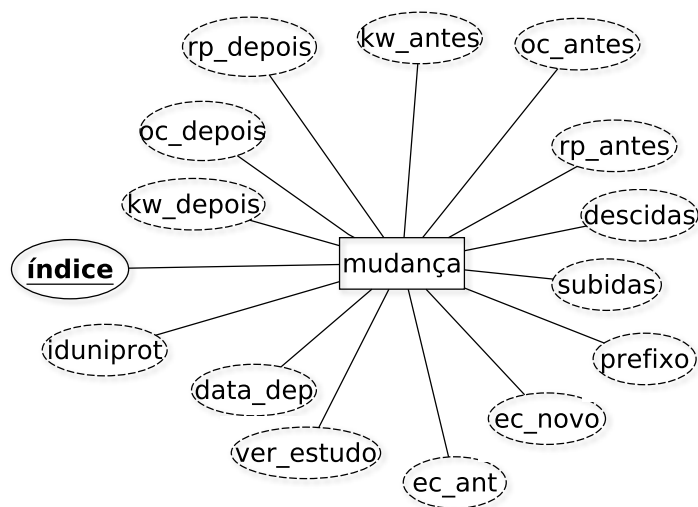 kw_antes
rp_depois
oc_antes
oc_depois
rp_antes
kw_depois
descidas
mudança
índice
subidas
iduniprot
prefixo
data_dep
ec_novo
ver_estudo
ec_ant